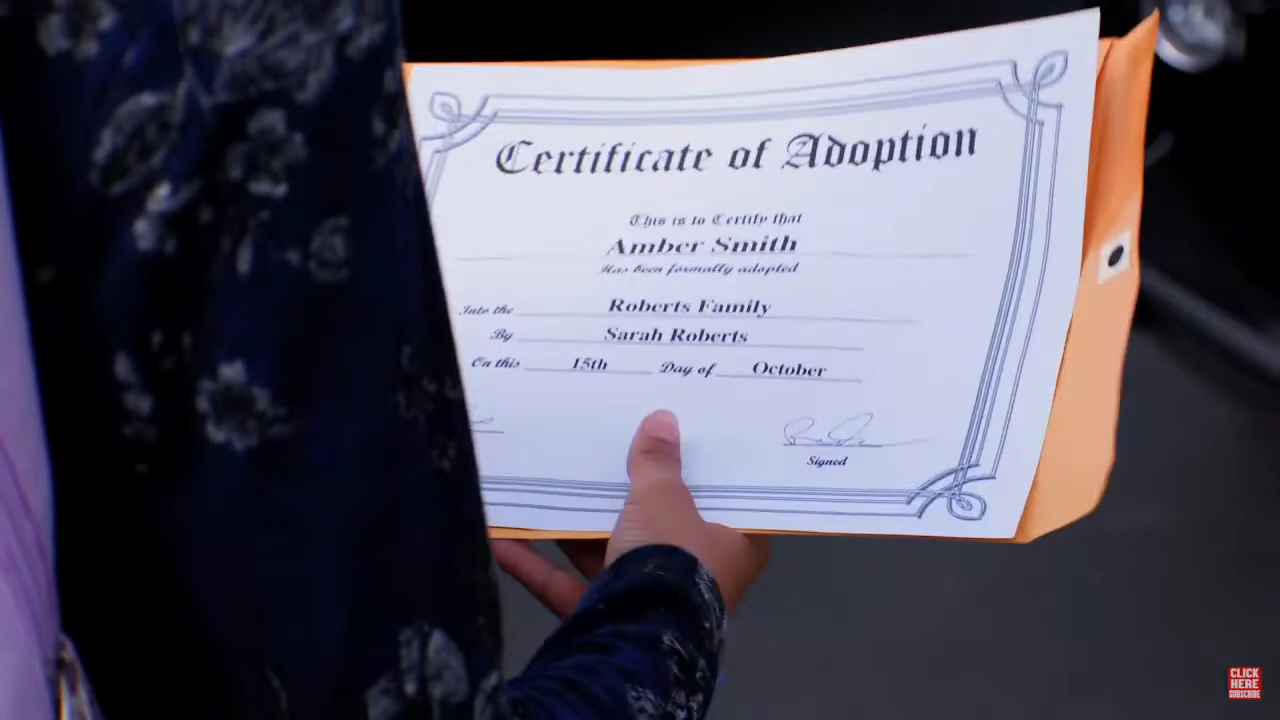 Certificate of Adoption
This is to Certify that
Amber Smith
Has been formally adopted
Into the Roberts Family
By Sarah Roberts
On this 15th Day of October
Signed
CLICK
HERE
SUBSCRIBE